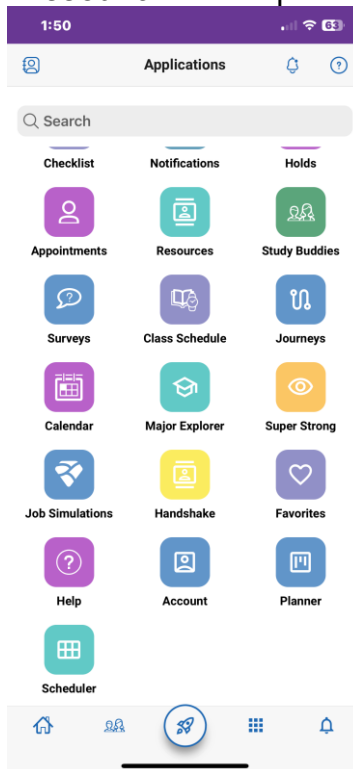 1:50
63
Applications
Search
Checklist Notifications Holds
Appointments Resources Study Buddies
Surveys Class Schedule Journeys
Calendar Major Explorer Super Strong
Job Simulations Handshake Favorites
Help Account Planner
Scheduler